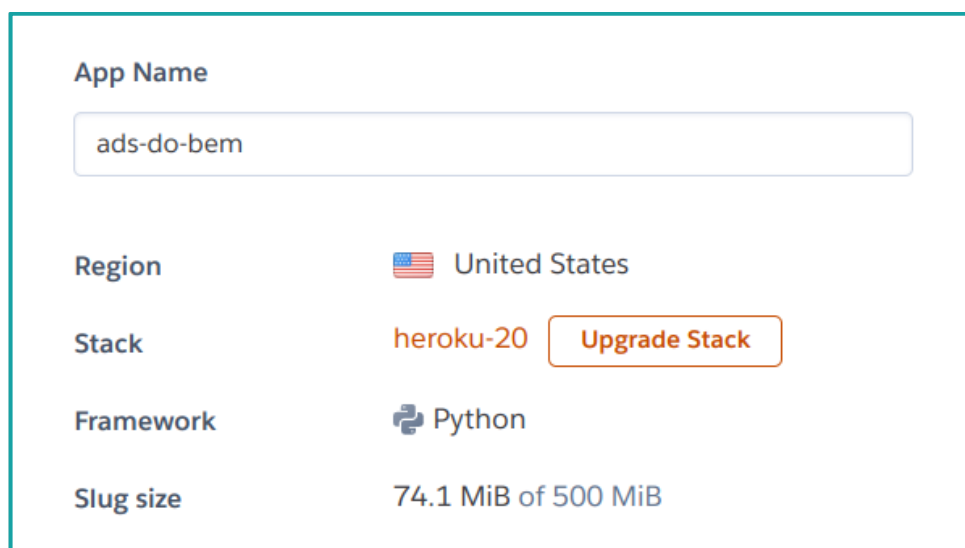 App Name
ads-do-bem
Region United States
Stack heroku-20 Upgrade Stack
Framework Python
Slug size 74.1 MiB of 500 MiB